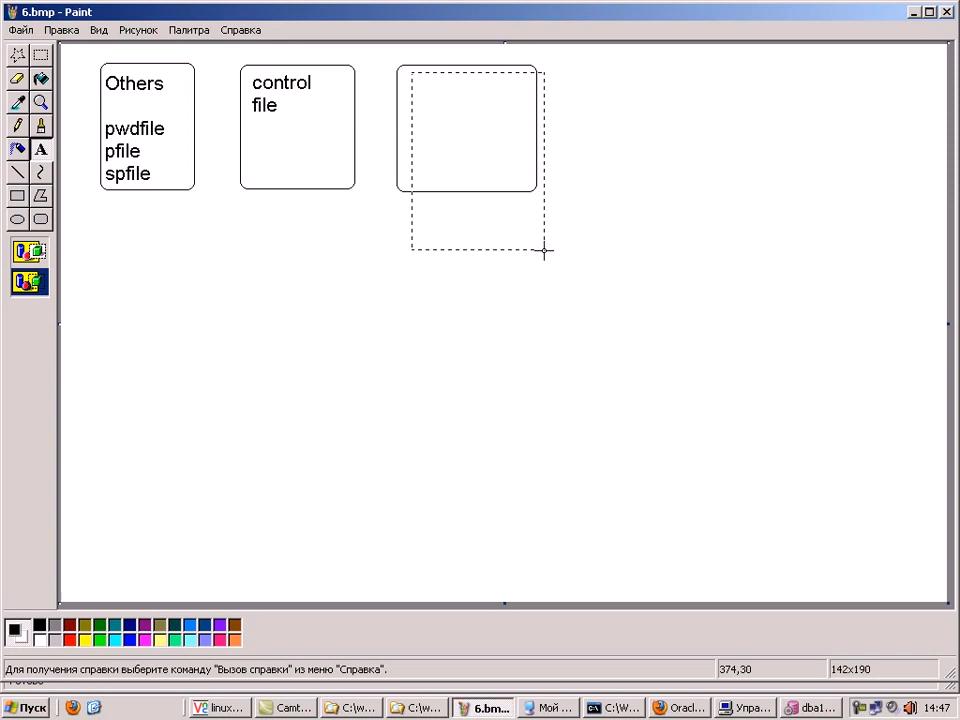 6.bmp - Paint
Файл Правка Вид Рисунок Палитра Справка
Others
pwdfile
pfile
spfile
control
file
A
Для получения справки выберите команду "Вызов справки" из меню "Справка".
374,30
142x190
Пуск
linux...
Camt...
C:\w...
C:\w...
6.bm...
Мой ...
C:\W...
Oracl...
Упра...
dba1...
14:47